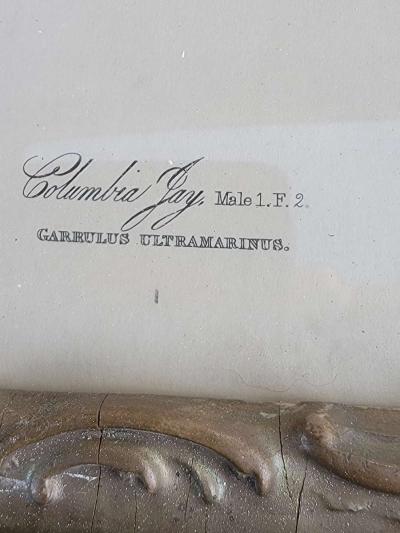 Columbia Jay, Male 1. F. 2.
GARRULUS ULTRAMARINUS.